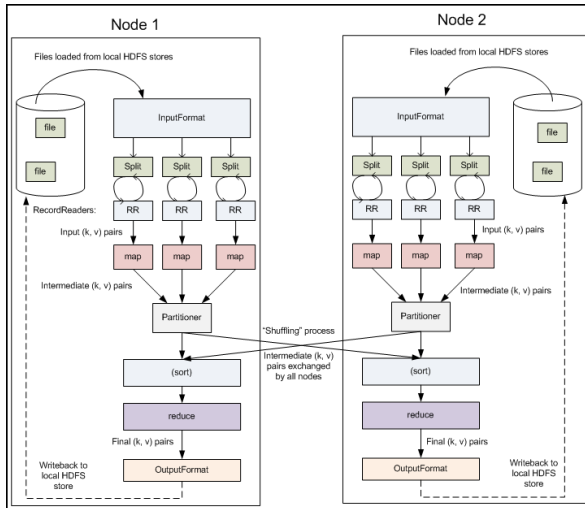 Node 1
Files loaded from local HDFS stores
InputFormat
file
file
Split
Split
Split
RecordReaders:
RR
RR
RR
Input (k, v) pairs
map
map
map
Intermediate (k, v) pairs
Partitioner
(sort)
reduce
Final (k, v) pairs
OutputFormat
Writeback to
local HDFS
store
"Shuffling" process
Intermediate (k, v)
pairs exchanged
by all nodes
Node 2
Files loaded from local HDFS stores
InputFormat
file
file
Split
Split
Split
RR
RR
RR
Input (k, v) pairs
map
map
map
Intermediate (k, v) pairs
Partitioner
(sort)
reduce
Final (k, v) pairs
OutputFormat
Writeback to
local HDFS
store